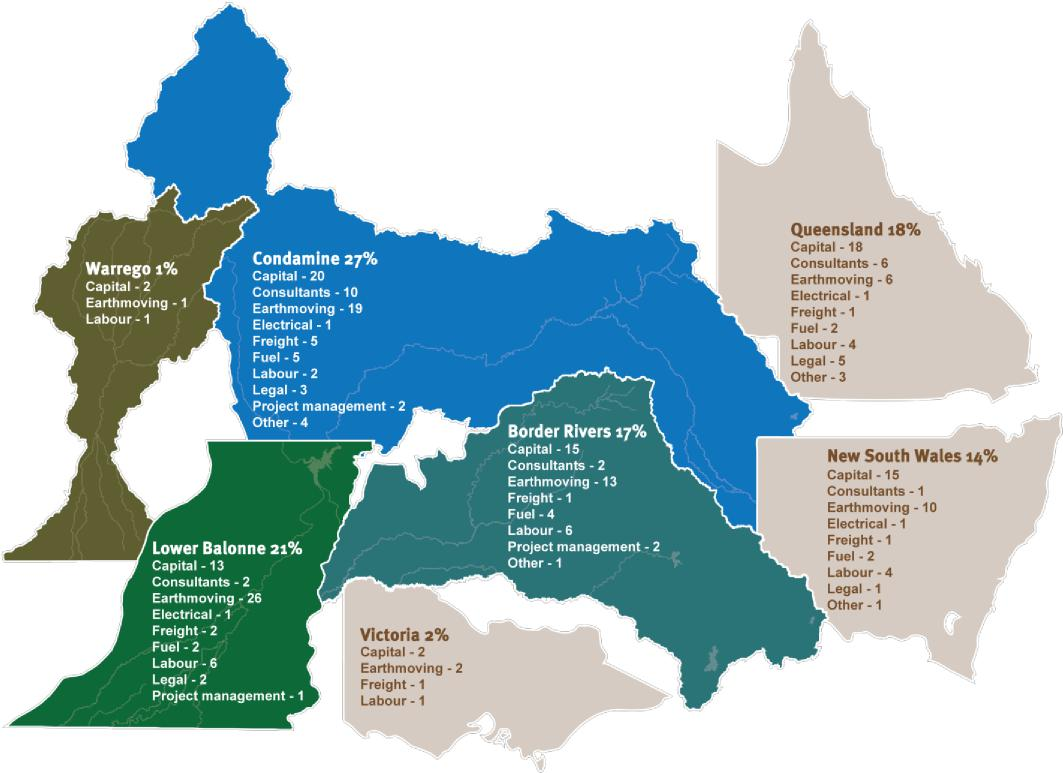 Warrego 1%
Capital - 2
Earthmoving - 1
Labour - 1
Condamine 27%
Capital - 20
Consultants - 10
Earthmoving - 19
Electrical - 1
Freight - 5
Fuel - 5
Labour - 2
Legal - 3
Project management - 2
Other - 4
Queensland 18%
Capital - 18
Consultants - 6
Earthmoving - 6
Electrical - 1
Freight - 1
Fuel - 2
Labour - 4
Legal - 5
Other - 3
Border Rivers 17%
Capital - 15
Consultants - 2
Earthmoving - 13
Freight - 1
Fuel - 4
Labour - 6
Project management - 2
Other - 1
New South Wales 14%
Capital - 15
Consultants - 1
Earthmoving - 10
Electrical - 1
Freight - 1
Fuel - 2
Labour - 4
Legal - 1
Other - 1
Lower Balonne 21%
Capital - 13
Consultants - 2
Earthmoving - 26
Electrical - 1
Freight - 2
Fuel - 2
Labour - 6
Legal - 2
Project management - 1
Victoria 2%
Capital - 2
Earthmoving - 2
Freight - 1
Labour - 1